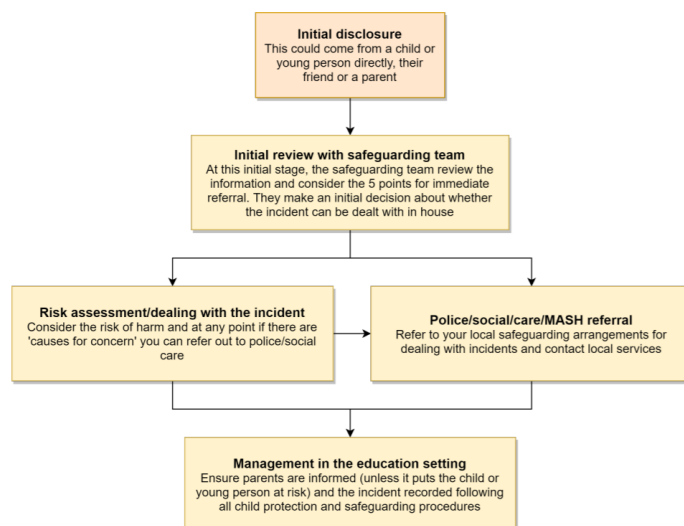 Initial disclosure
This could come from a child or
young person directly, their
friend or a parent
Initial review with safeguarding team
At this initial stage, the safeguarding team review the
information and consider the 5 points for immediate
referral. They make an initial decision about whether
the incident can be dealt with in house
Risk assessment/dealing with the incident
Consider the risk of harm and at any point if there are
'causes for concern' you can refer out to police/social
care
Police/social/care/MASH referral
Refer to your local safeguarding arrangements for
dealing with incidents and contact local services
Management in the education setting
Ensure parents are informed (unless it puts the child or
young person at risk) and the incident recorded following
all child protection and safeguarding procedures